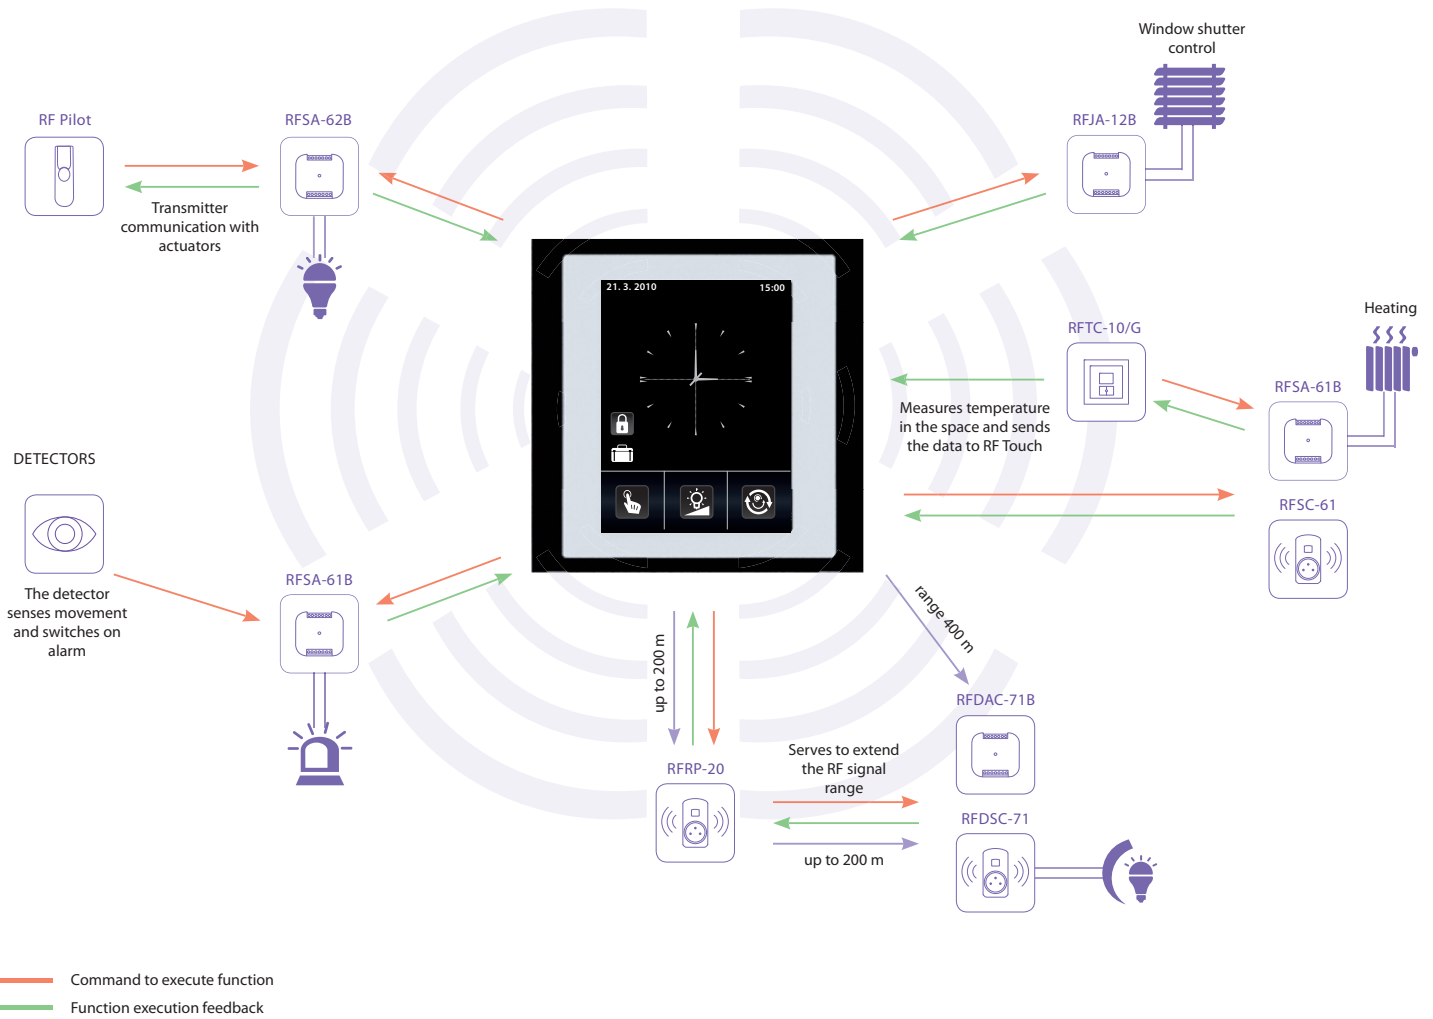 Window shutter
control
RF Pilot
RFSA-62B
RFJA-12B
Transmitter
communication with
actuators
21. 3. 2010
15:00
Heating
RFTC-10/G
RFSA-61B
Measures temperature
in the space and sends
the data to RF Touch
DETECTORS
RFSC-61
The detector
senses movement
and switches on
alarm
RFSA-61B
range 400 m
up to 200 m
RFDAC-71B
Serves to extend
the RF signal
range
RFRP-20
RFDSC-71
up to 200 m
Command to execute function
Function execution feedback